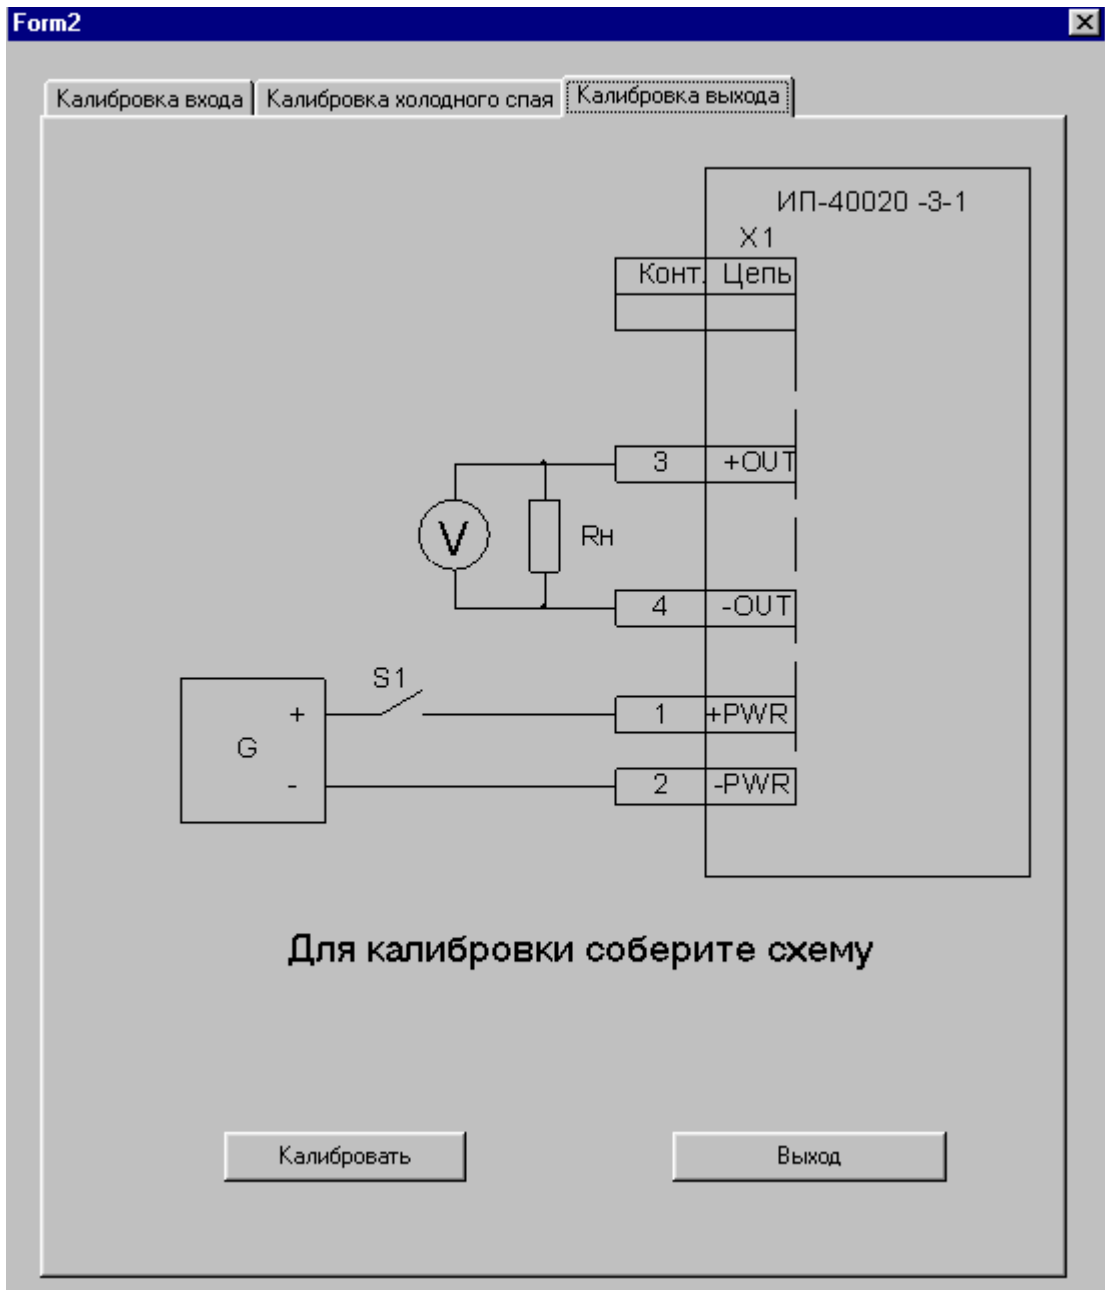 Form2
Калибровка входа Калибровка холодного спая Калибровка выхода
ИП-40020 -3-1
X1
Конт. Цепь
3 +OUT
V Rн
4 -OUT
S1
+ 1 +PWR
G
- 2 -PWR
Для калибровки соберите схему
Калибровать Выход